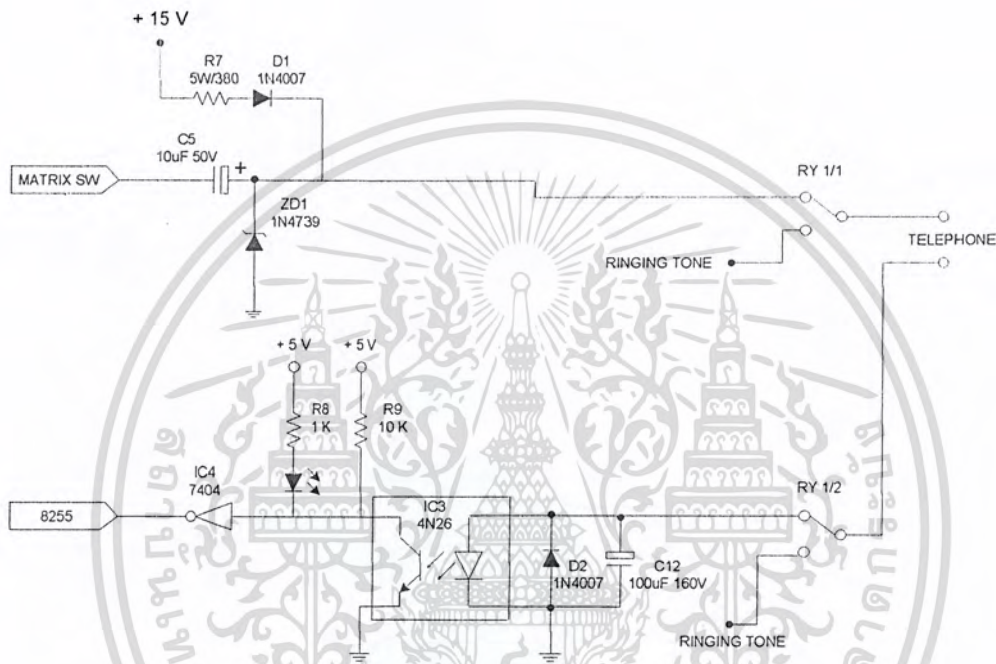 + 15 V
R7
5W/380
D1
1N4007
C5
10uF 50V
+
MATRIX SW
ZD1
1N4739
RY 1/1
TELEPHONE
RINGING TONE
+ 5 V
+ 5 V
R8
1 K
R9
10 K
IC4
7404
8255
IC3
4N26
D2
1N4007
C12
100uF 160V
RY 1/2
RINGING TONE